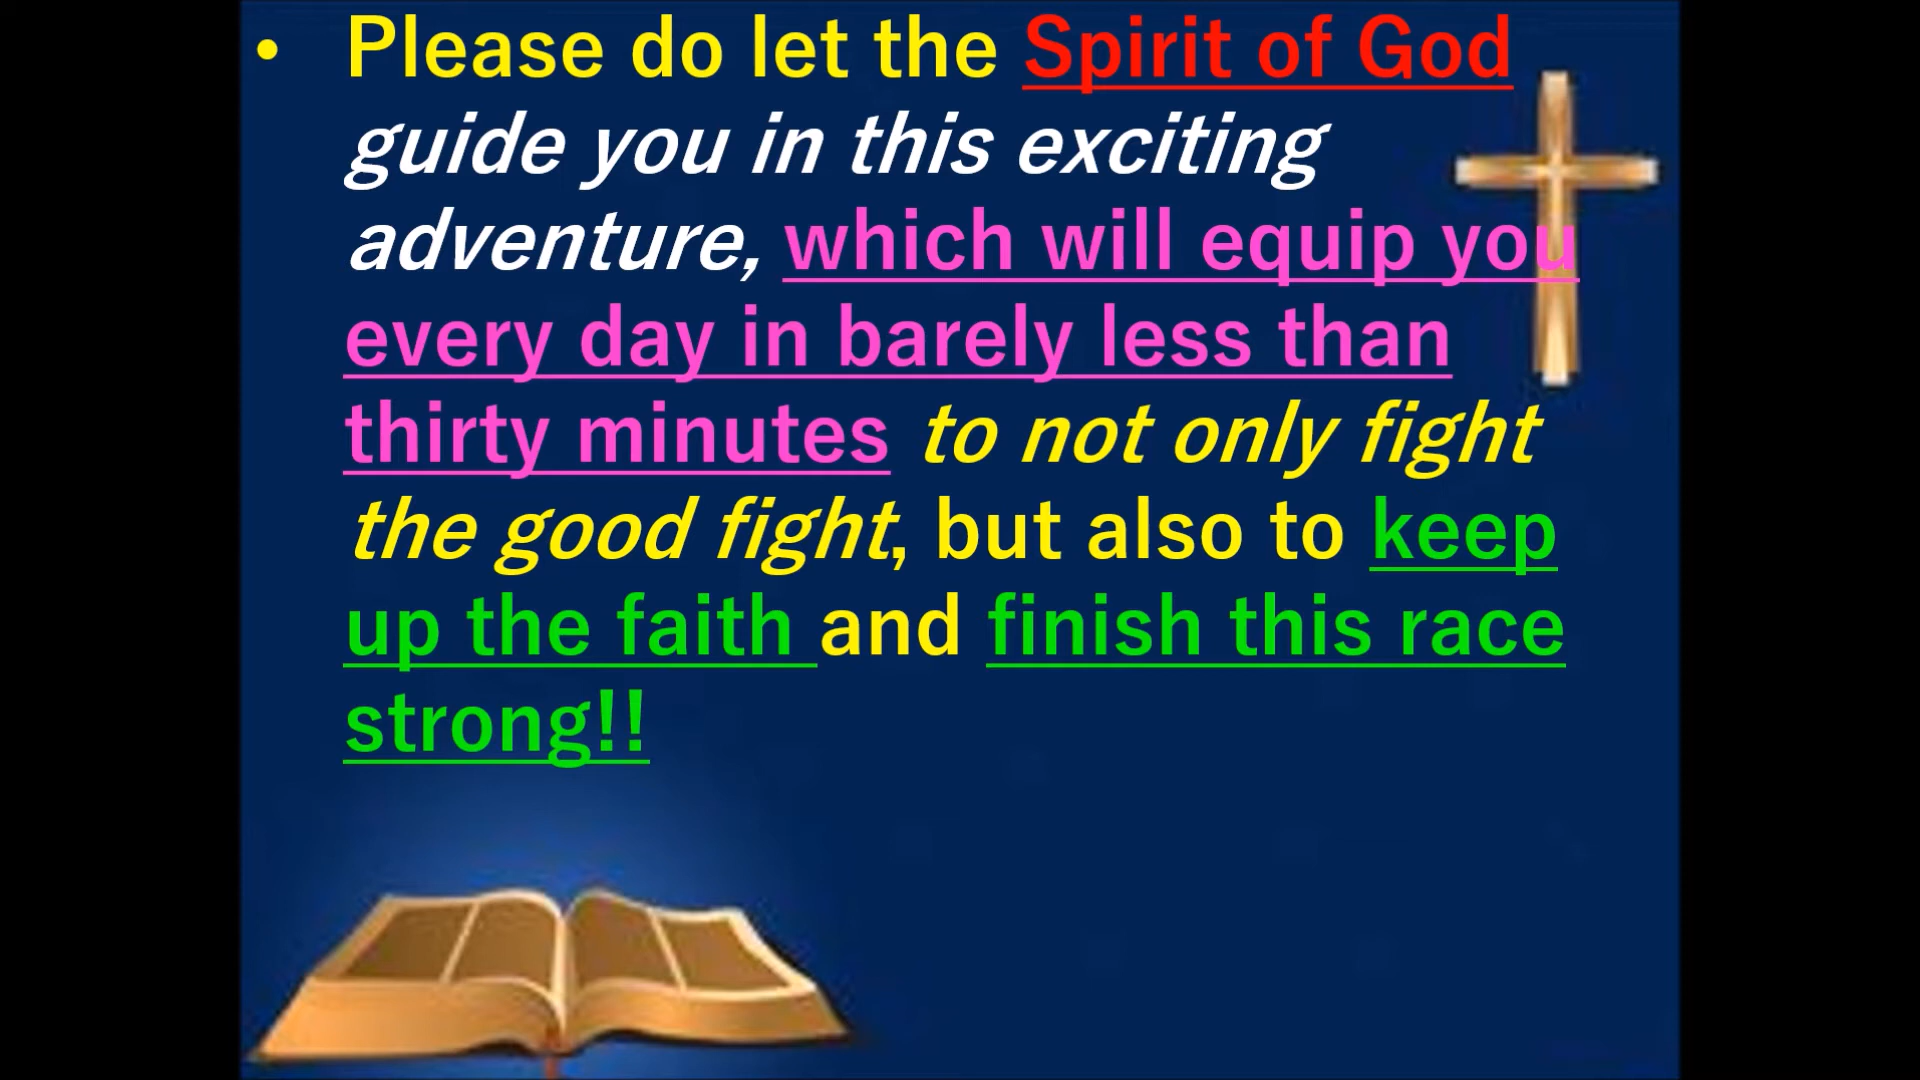 • Please do let the Spirit of God
guide you in this exciting
adventure, which will equip you
every day in barely less than
thirty minutes to not only fight
the good fight, but also to keep
up the faith and finish this race
strong!!